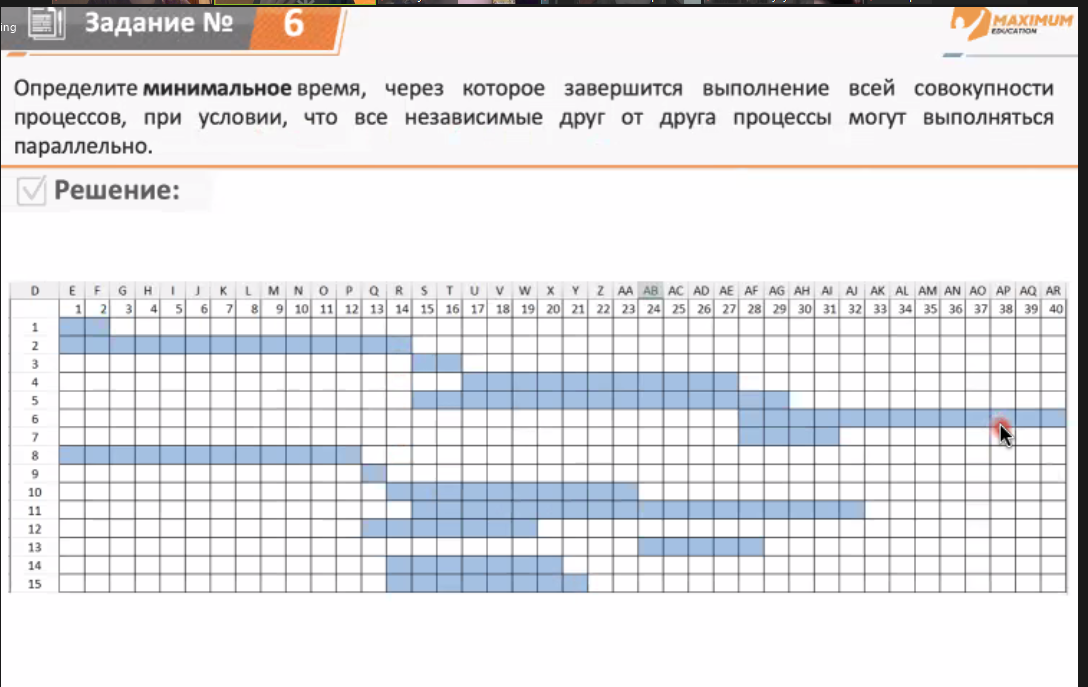 ing
Задание №
6
MAXIMUM
EDUCATION
Определите минимальное время, через которое завершится выполнение всей совокупности
процессов, при условии, что все независимые друг от друга процессы могут выполняться
параллельно.
Решение:
D E F G H I J K L M N O P Q R S T U V W X Y Z AA AB AC AD AE AF AG AH AI AJ AK AL AM AN AO AP AQ AR
1 2 3 4 5 6 7 8 9 10 11 12 13 14 15 16 17 18 19 20 21 22 23 24 25 26 27 28 29 30 31 32 33 34 35 36 37 38 39 40
1
2
3
4
5
6
7
8
9
10
11
12
13
14
15